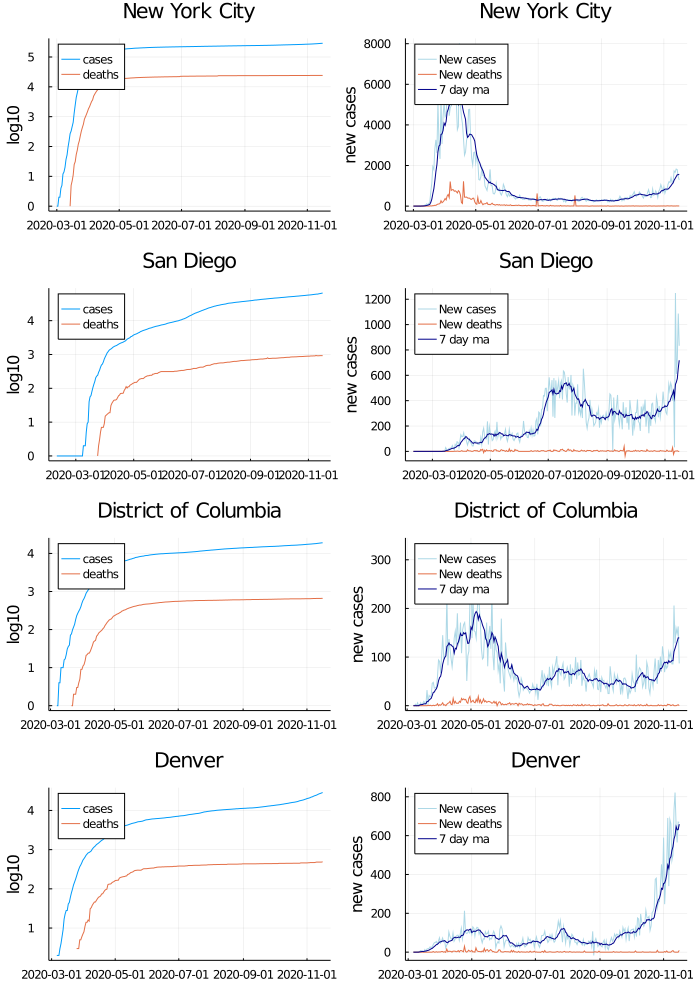 New York City
5
4
3
2
1
0
log10
cases
deaths
2020-03-01 2020-05-01 2020-07-01 2020-09-01 2020-11-01
New York City
8000
6000
4000
2000
0
new cases
New cases
New deaths
7 day ma
2020-03-01 2020-05-01 2020-07-01 2020-09-01 2020-11-01
San Diego
4
3
2
1
0
log10
cases
deaths
2020-03-01 2020-05-01 2020-07-01 2020-09-01 2020-11-01
San Diego
1200
1000
800
600
400
200
0
new cases
New cases
New deaths
7 day ma
2020-03-01 2020-05-01 2020-07-01 2020-09-01 2020-11-01
District of Columbia
4
3
2
1
0
log10
cases
deaths
2020-03-01 2020-05-01 2020-07-01 2020-09-01 2020-11-01
District of Columbia
300
200
100
0
new cases
New cases
New deaths
7 day ma
2020-03-01 2020-05-01 2020-07-01 2020-09-01 2020-11-01
Denver
4
3
2
1
log10
cases
deaths
2020-03-01 2020-05-01 2020-07-01 2020-09-01 2020-11-01
Denver
800
600
400
200
0
new cases
New cases
New deaths
7 day ma
2020-03-01 2020-05-01 2020-07-01 2020-09-01 2020-11-01